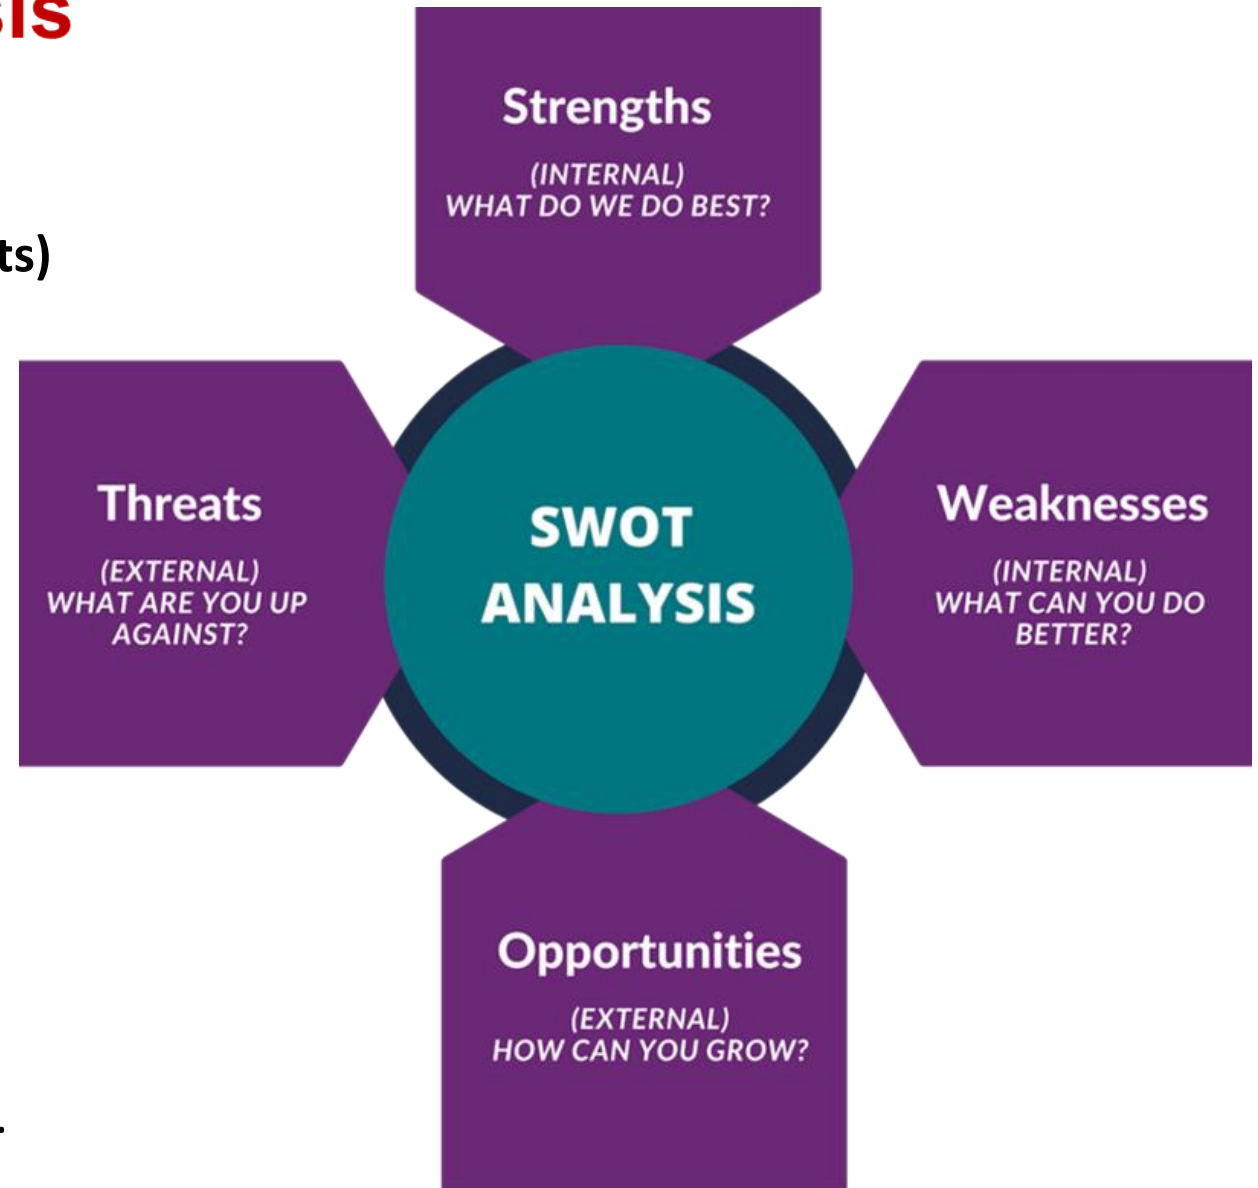 sis
Strengths
(INTERNAL)
WHAT DO WE DO BEST?
ts)
Threats
(EXTERNAL)
WHAT ARE YOU UP
AGAINST?
SWOT
ANALYSIS
Weaknesses
(INTERNAL)
WHAT CAN YOU DO
BETTER?
Opportunities
(EXTERNAL)
HOW CAN YOU GROW?
.